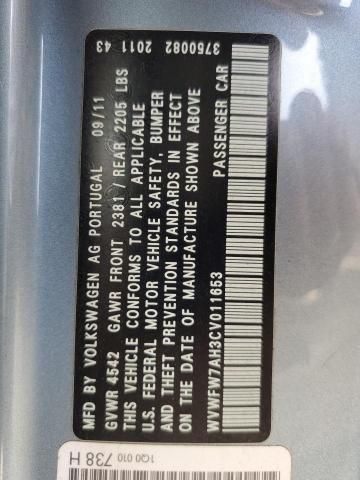 MFD BY VOLKSWAGEN AG PORTUGAL 09/11 3750082 2011 43
GVWR 4542 GAWR FRONT 2381 / REAR 2205 LBS
THIS VEHICLE CONFORMS TO ALL APPLICABLE
U.S. FEDERAL MOTOR VEHICLE SAFETY, BUMPER
AND THEFT PREVENTION STANDARDS IN EFFECT
ON THE DATE OF MANUFACTURE SHOWN ABOVE
WVWFW7AH3CV011653 PASSENGER CAR
1Q0 010
738 H